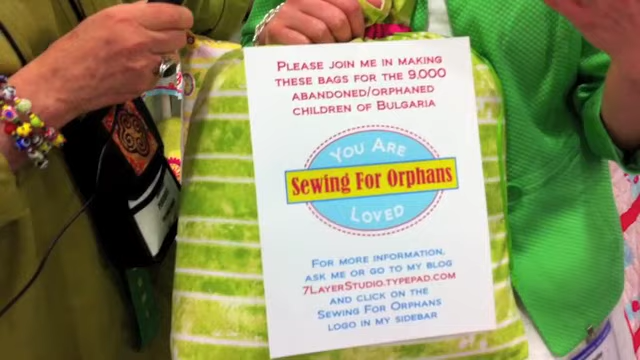 Please join me in making
these bags for the 9,000
abandoned/orphaned
children of Bulgaria
You Are
Sewing For Orphans
Loved
For more information,
ask me or go to my blog
7LayerStudio.typepad.com
and click on the
Sewing For Orphans
logo in my sidebar